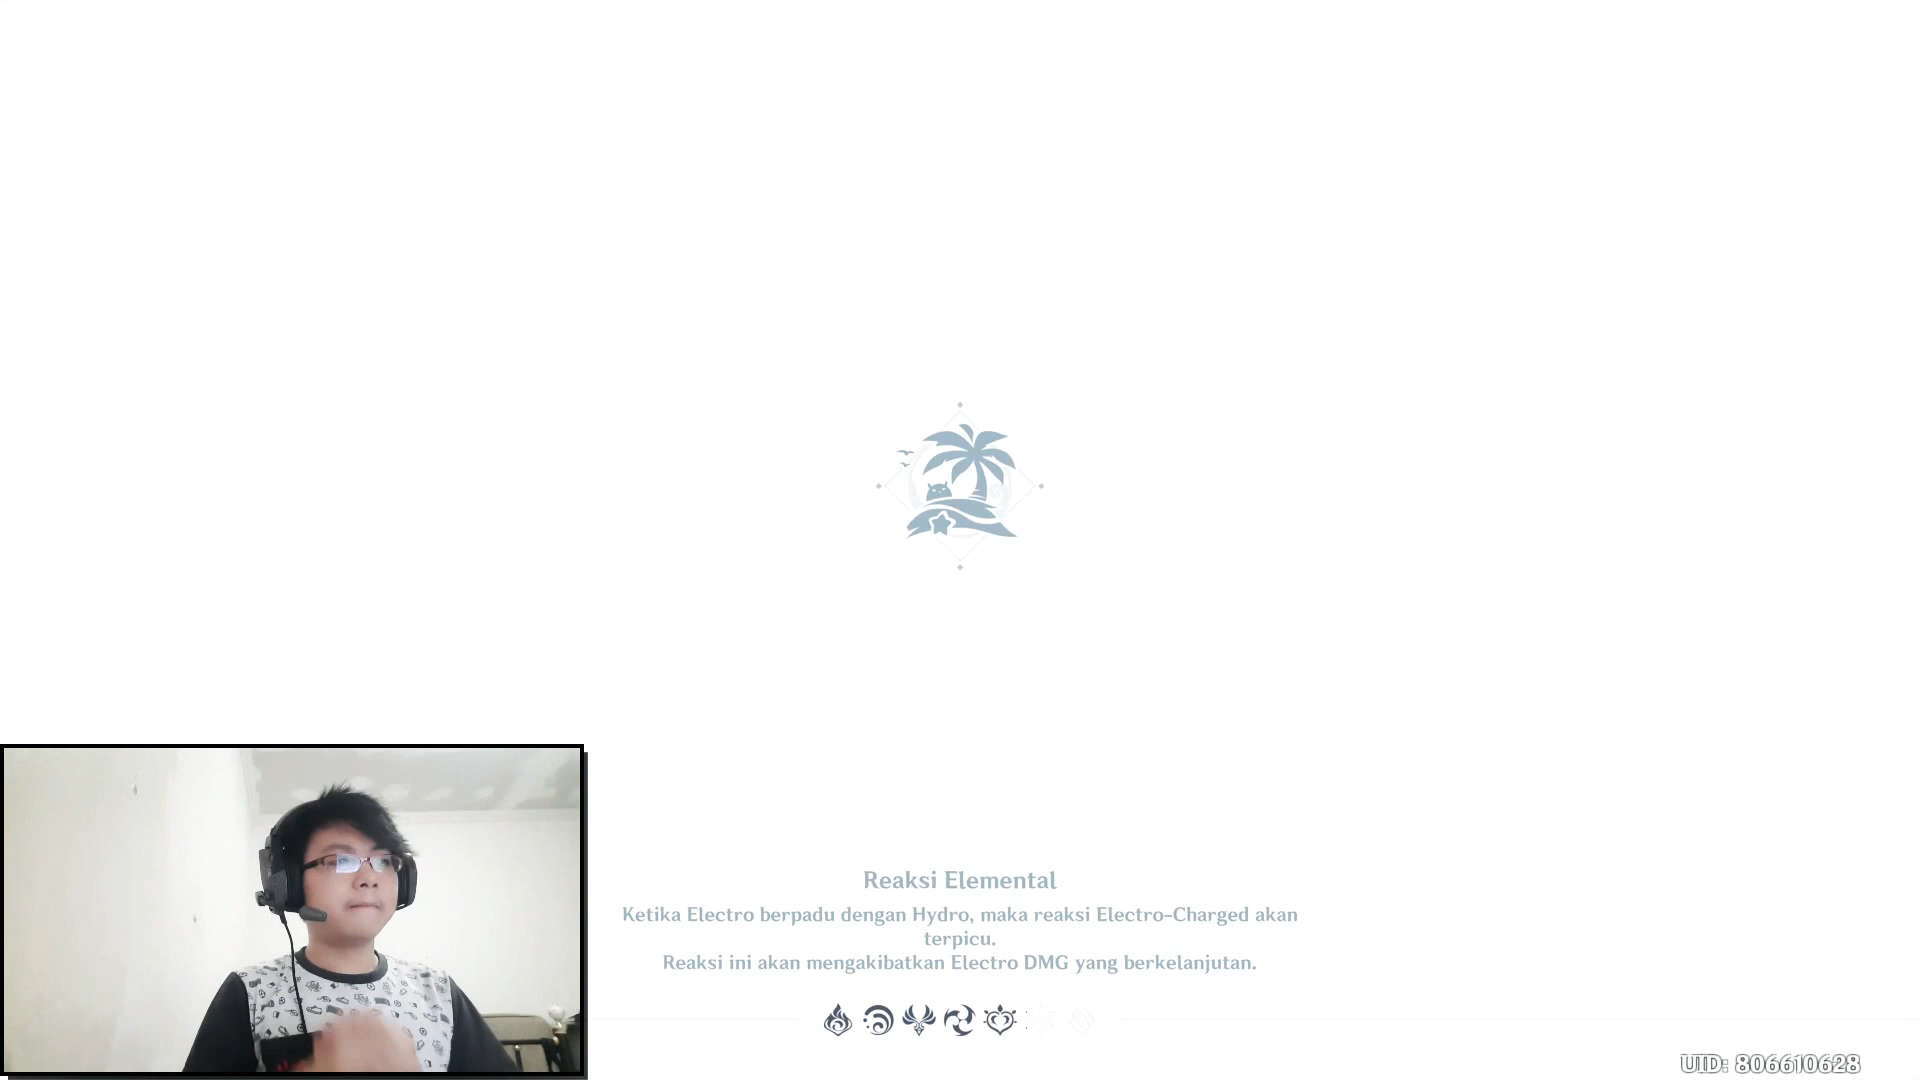 Reaksi Elemental
Ketika Electro berpadu dengan Hydro, maka reaksi Electro-Charged akan
terpicu.
Reaksi ini akan mengakibatkan Electro DMG yang berkelanjutan.
UID: 806610628